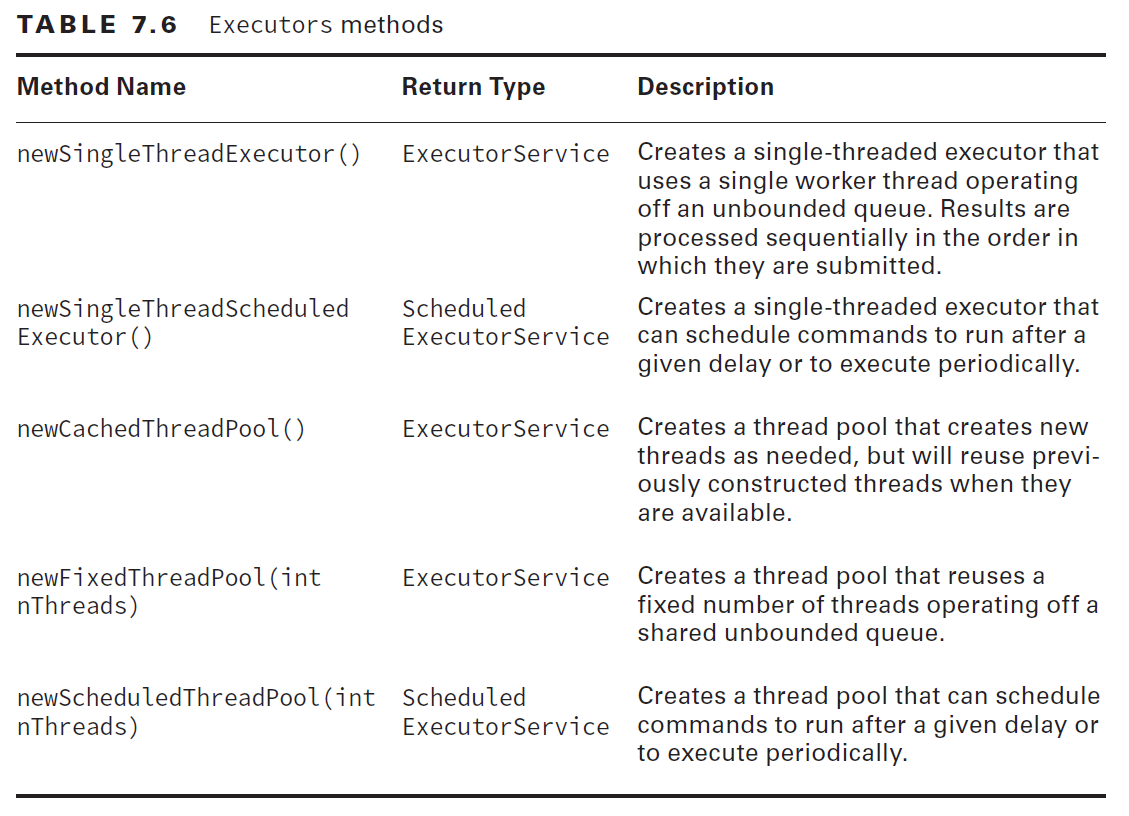 TABLE 7.6 Executors methods
Method Name Return Type Description
newSingleThreadExecutor() ExecutorService Creates a single-threaded executor that
uses a single worker thread operating
off an unbounded queue. Results are
processed sequentially in the order in
which they are submitted.
newSingleThreadScheduled Scheduled Creates a single-threaded executor that
Executor() ExecutorService can schedule commands to run after a
given delay or to execute periodically.
newCachedThreadPool() ExecutorService Creates a thread pool that creates new
threads as needed, but will reuse previ-
ously constructed threads when they
are available.
newFixedThreadPool(int ExecutorService Creates a thread pool that reuses a
nThreads) fixed number of threads operating off a
shared unbounded queue.
newScheduledThreadPool(int Scheduled Creates a thread pool that can schedule
nThreads) ExecutorService commands to run after a given delay or
to execute periodically.